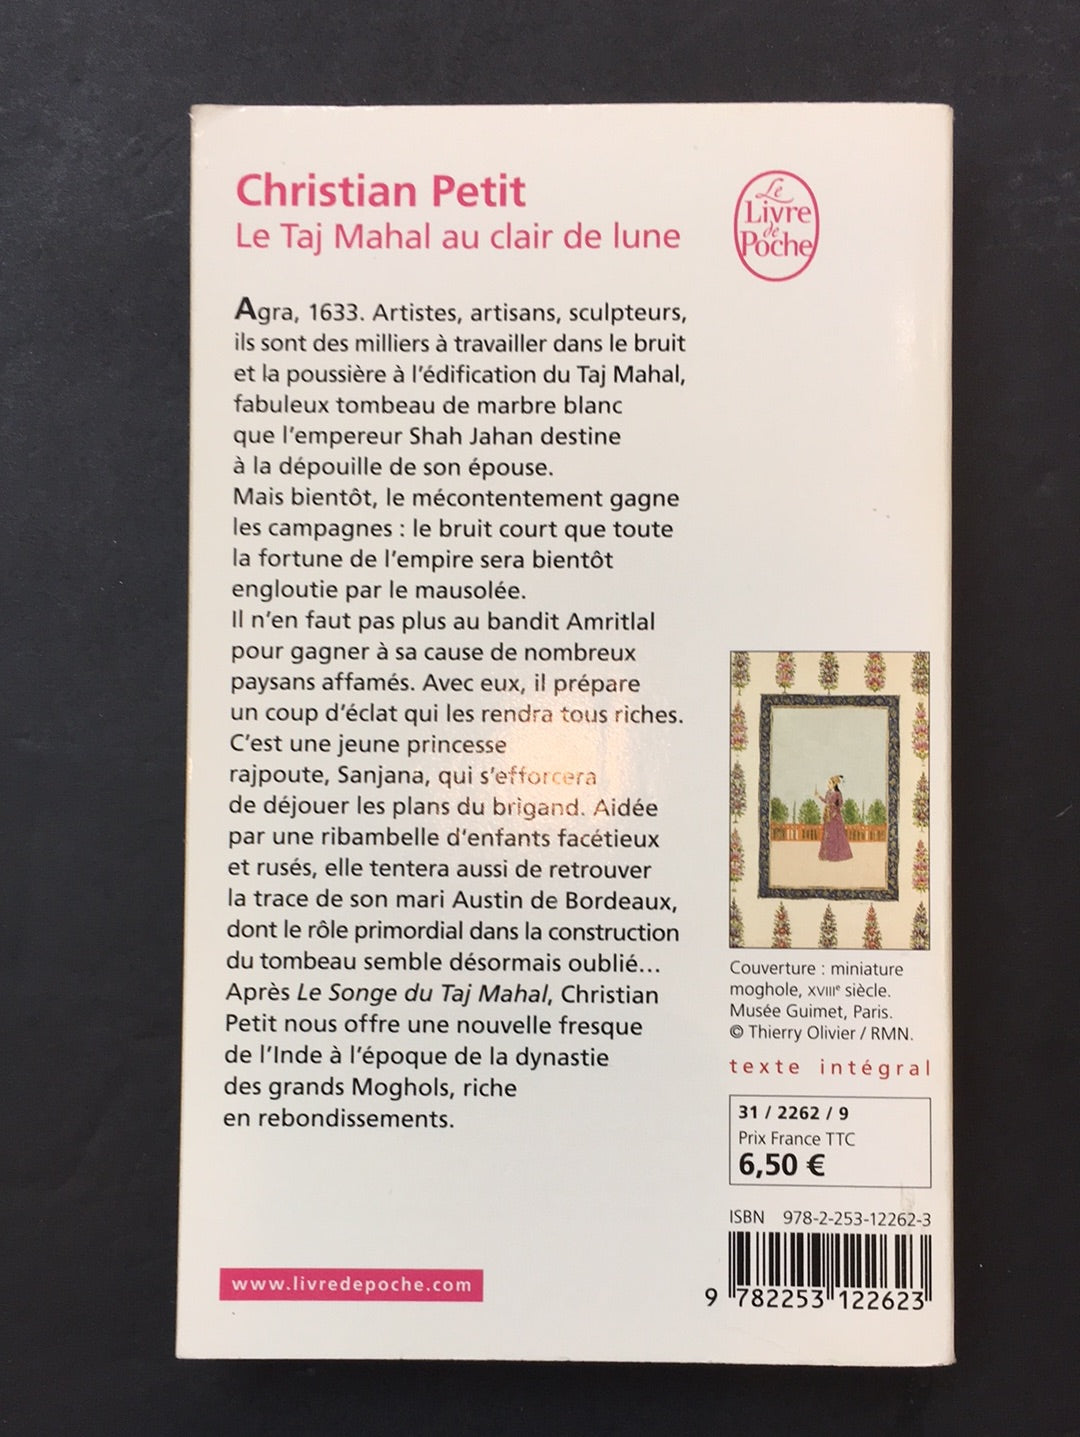 Christian Petit
Le Taj Mahal au clair de lune
Le
Livre
de
Poche
Agra, 1633. Artistes, artisans, sculpteurs,
ils sont des milliers à travailler dans le bruit
et la poussière à l'édification du Taj Mahal,
fabuleux tombeau de marbre blanc
que l'empereur Shah Jahan destine
à la dépouille de son épouse.
Mais bientôt, le mécontentement gagne
les campagnes : le bruit court que toute
la fortune de l'empire sera bientôt
engloutie par le mausolée.
Il n'en faut pas plus au bandit Amritlal
pour gagner à sa cause de nombreux
paysans affamés. Avec eux, il prépare
un coup d'éclat qui les rendra tous riches.
C'est une jeune princesse
rajpoute, Sanjana, qui s'efforcera
de déjouer les plans du brigand. Aidée
par une ribambelle d'enfants facétieux
et rusés, elle tentera aussi de retrouver
la trace de son mari Austin de Bordeaux,
dont le rôle primordial dans la construction
du tombeau semble désormais oublié...
Après Le Songe du Taj Mahal, Christian
Petit nous offre une nouvelle fresque
de l'Inde à l'époque de la dynastie
des grands Moghols, riche
en rebondissements.
Couverture : miniature
moghole, XVIIIe siècle.
Musée Guimet, Paris.
© Thierry Olivier / RMN.
texte intégral
31 / 2262 / 9
Prix France TTC
6,50 €
ISBN 978-2-253-12262-3
9 782253 122623
www.livredepoche.com